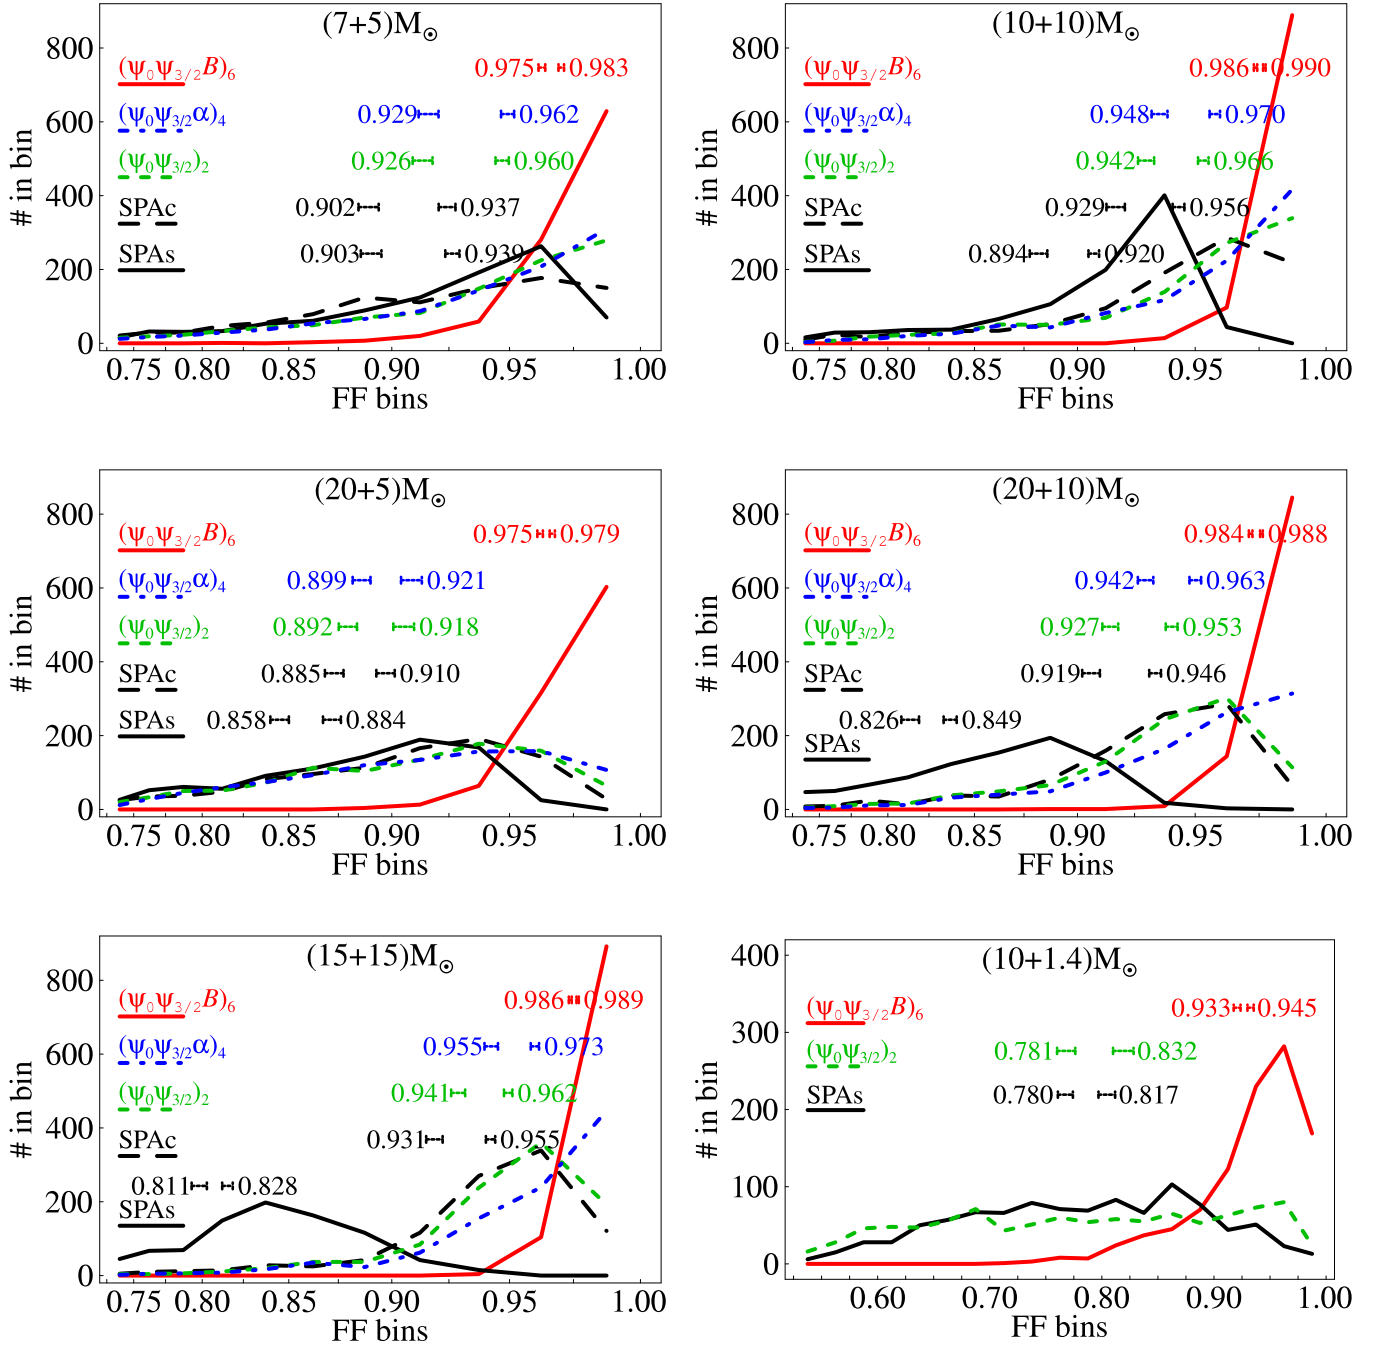 (7+5)M⊙
# in bin
800
600
400
200
0
(ψ₀ψ₃/₂B)₆ 0.975 0.983
(ψ₀ψ₃/₂α)₄ 0.929 0.962
(ψ₀ψ₃/₂)₂ 0.926 0.960
SPAc 0.902 0.937
SPAs 0.903 0.939
0.75 0.80 0.85 0.90 0.95 1.00
FF bins
(10+10)M⊙
# in bin
800
600
400
200
0
(ψ₀ψ₃/₂B)₆ 0.986 0.990
(ψ₀ψ₃/₂α)₄ 0.948 0.970
(ψ₀ψ₃/₂)₂ 0.942 0.966
SPAc 0.929 0.956
SPAs 0.894 0.920
0.75 0.80 0.85 0.90 0.95 1.00
FF bins
(20+5)M⊙
# in bin
800
600
400
200
0
(ψ₀ψ₃/₂B)₆ 0.975 0.979
(ψ₀ψ₃/₂α)₄ 0.899 0.921
(ψ₀ψ₃/₂)₂ 0.892 0.918
SPAc 0.885 0.910
SPAs 0.858 0.884
0.75 0.80 0.85 0.90 0.95 1.00
FF bins
(20+10)M⊙
# in bin
800
600
400
200
0
(ψ₀ψ₃/₂B)₆ 0.984 0.988
(ψ₀ψ₃/₂α)₄ 0.942 0.963
(ψ₀ψ₃/₂)₂ 0.927 0.953
SPAc 0.919 0.946
0.826 0.849
SPAs
0.75 0.80 0.85 0.90 0.95 1.00
FF bins
(15+15)M⊙
# in bin
800
600
400
200
0
(ψ₀ψ₃/₂B)₆ 0.986 0.989
(ψ₀ψ₃/₂α)₄ 0.955 0.973
(ψ₀ψ₃/₂)₂ 0.941 0.962
SPAc 0.931 0.955
0.811 0.828
SPAs
0.75 0.80 0.85 0.90 0.95 1.00
FF bins
(10+1.4)M⊙
# in bin
400
300
200
100
0
(ψ₀ψ₃/₂B)₆ 0.933 0.945
(ψ₀ψ₃/₂)₂ 0.781 0.832
SPAs 0.780 0.817
0.60 0.70 0.80 0.90 1.00
FF bins